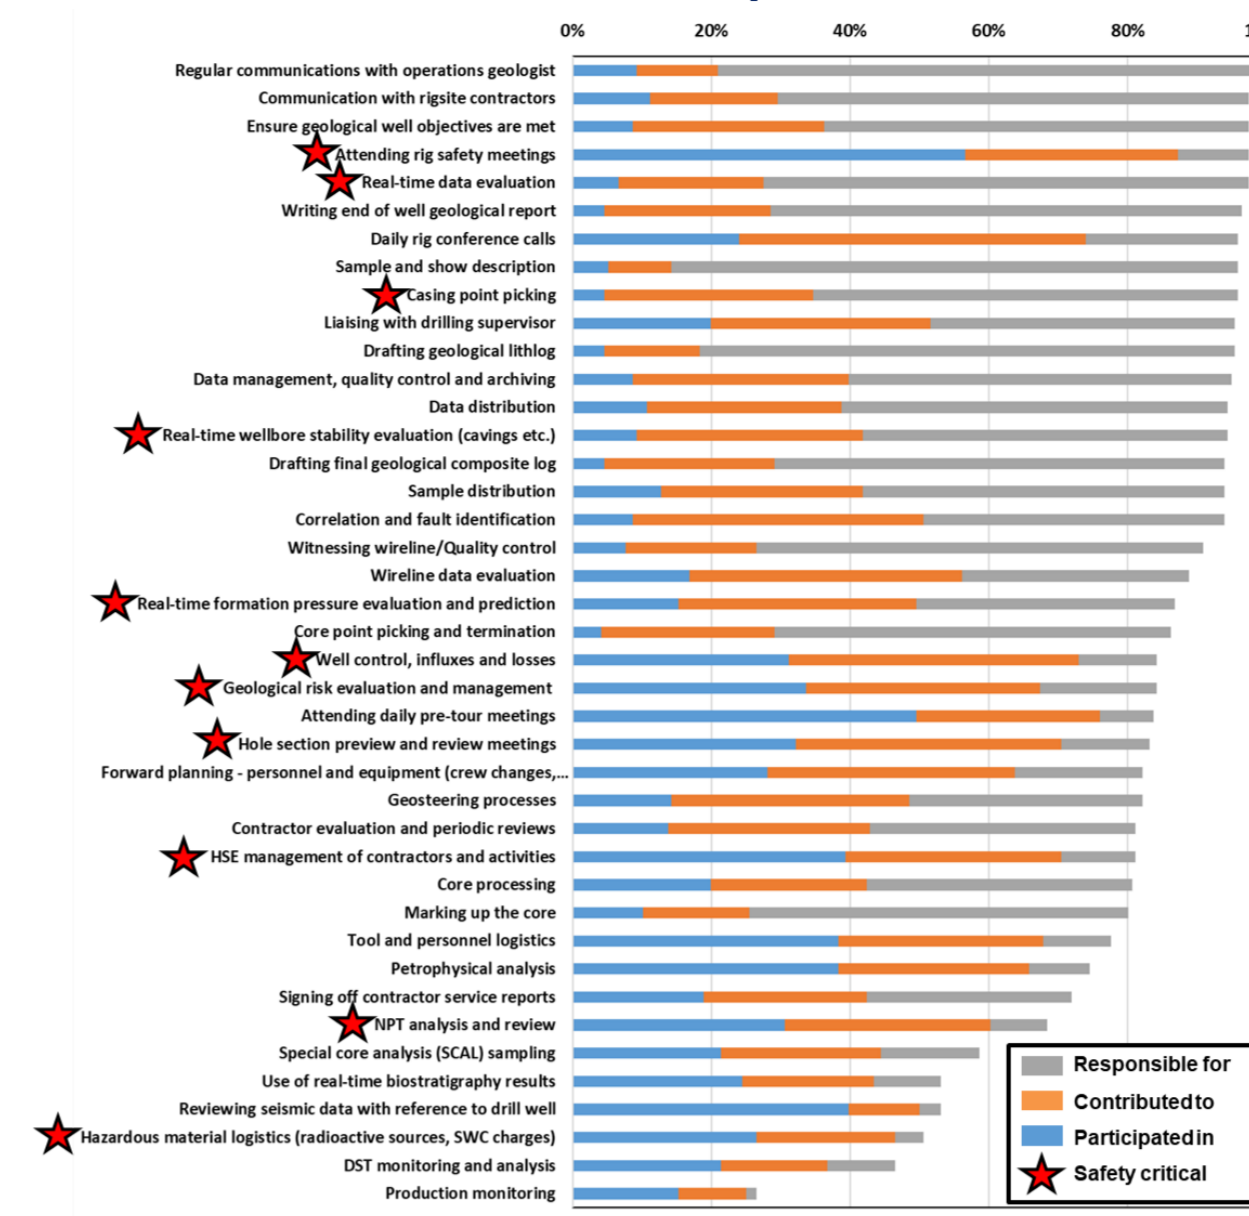 0% 20% 40% 60% 80% 1
Regular communications with operations geologist
Communication with rigsite contractors
Ensure geological well objectives are met
Attending rig safety meetings
Real-time data evaluation
Writing end of well geological report
Daily rig conference calls
Sample and show description
Casing point picking
Liaising with drilling supervisor
Drafting geological lithlog
Data management, quality control and archiving
Data distribution
Real-time wellbore stability evaluation (cavings etc.)
Drafting final geological composite log
Sample distribution
Correlation and fault identification
Witnessing wireline/Quality control
Wireline data evaluation
Real-time formation pressure evaluation and prediction
Core point picking and termination
Well control, influxes and losses
Geological risk evaluation and management
Attending daily pre-tour meetings
Hole section preview and review meetings
Forward planning - personnel and equipment (crew changes,...
Geosteering processes
Contractor evaluation and periodic reviews
HSE management of contractors and activities
Core processing
Marking up the core
Tool and personnel logistics
Petrophysical analysis
Signing off contractor service reports
NPT analysis and review
Special core analysis (SCAL) sampling
Use of real-time biostratigraphy results
Reviewing seismic data with reference to drill well
Hazardous material logistics (radioactive sources, SWC charges)
DST monitoring and analysis
Production monitoring
Responsible for
Contributed to
Participated in
Safety critical